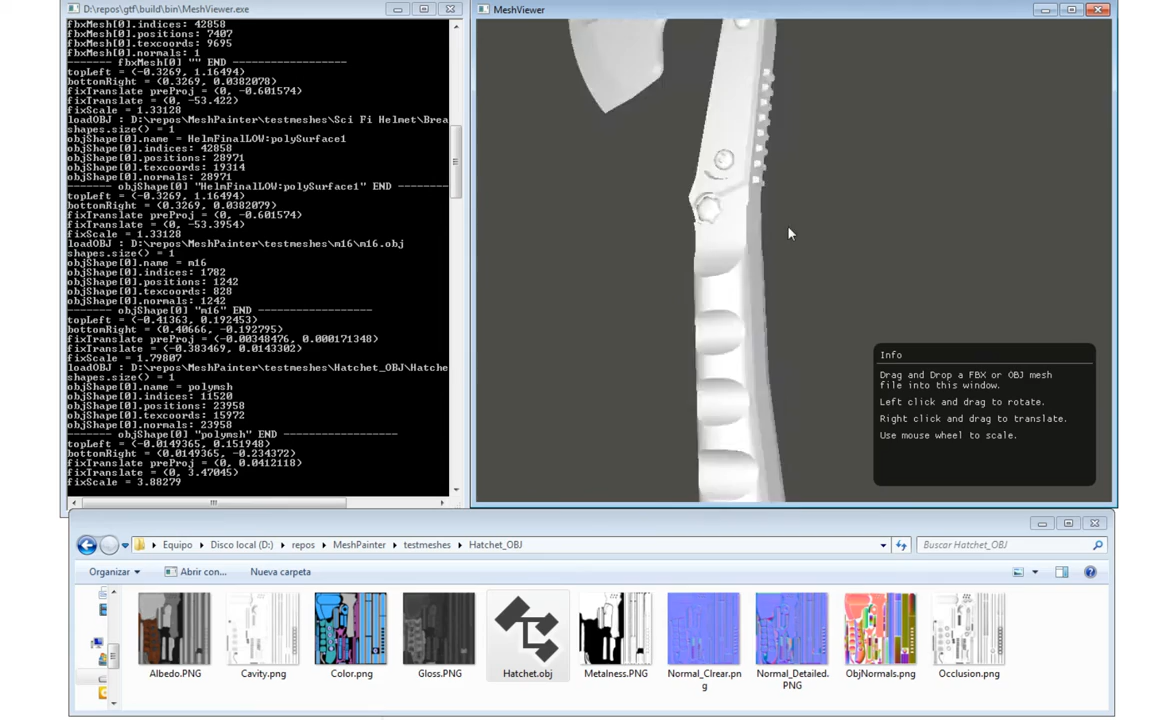 D:\repos\gtf\build\bin\MeshViewer.exe
fbxMesh[0].indices: 42858
fbxMesh[0].positions: 7407
fbxMesh[0].texcoords: 9695
fbxMesh[0].normals: 1
------- fbxMesh[0] "" END ------------------
topLeft = (-0.3269, 1.16494)
bottomRight = (0.3269, 0.0382078)
fixTranslate preProj = (0, -0.601574)
fixTranslate = (0, -53.422)
fixScale = 1.33128
loadOBJ : D:\repos\MeshPainter\testmeshes\Sci Fi Helmet\Brea
shapes.size() = 1
objShape[0].name = HelmFinalLOW:polySurface1
objShape[0].indices: 42858
objShape[0].positions: 28971
objShape[0].texcoords: 19314
objShape[0].normals: 28971
------- objShape[0] "HelmFinalLOW:polySurface1" END --------
topLeft = (-0.3269, 1.16494)
bottomRight = (0.3269, 0.0382079)
fixTranslate preProj = (0, -0.601574)
fixTranslate = (0, -53.3954)
fixScale = 1.33128
loadOBJ : D:\repos\MeshPainter\testmeshes\m16\m16.obj
shapes.size() = 1
objShape[0].name = m16
objShape[0].indices: 1782
objShape[0].positions: 1242
objShape[0].texcoords: 828
objShape[0].normals: 1242
------- objShape[0] "m16" END ------------------
topLeft = (-0.41363, 0.192453)
bottomRight = (0.40666, -0.192795)
fixTranslate preProj = (-0.00348476, 0.000171348)
fixTranslate = (-0.383469, 0.0143302)
fixScale = 1.79807
loadOBJ : D:\repos\MeshPainter\testmeshes\Hatchet_OBJ\Hatche
shapes.size() = 1
objShape[0].name = polymsh
objShape[0].indices: 11520
objShape[0].positions: 23958
objShape[0].texcoords: 15972
objShape[0].normals: 23958
------- objShape[0] "polymsh" END ------------------
topLeft = (-0.0149365, 0.151948)
bottomRight = (0.0149365, -0.234372)
fixTranslate preProj = (0, 0.0412118)
fixTranslate = (0, 3.47045)
fixScale = 3.88279
MeshViewer
Info
Drag and Drop a FBX or OBJ mesh
file into this window.
Left click and drag to rotate.
Right click and drag to translate.
Use mouse wheel to scale.
Equipo Disco local (D:) repos MeshPainter testmeshes Hatchet_OBJ Buscar Hatchet_OBJ
Organizar Abrir con... Nueva carpeta
Albedo.PNG Cavity.png Color.png Gloss.PNG Hatchet.obj Metalness.PNG Normal_Clrear.pn Normal_Detailed. ObjNormals.png Occlusion.png
g PNG